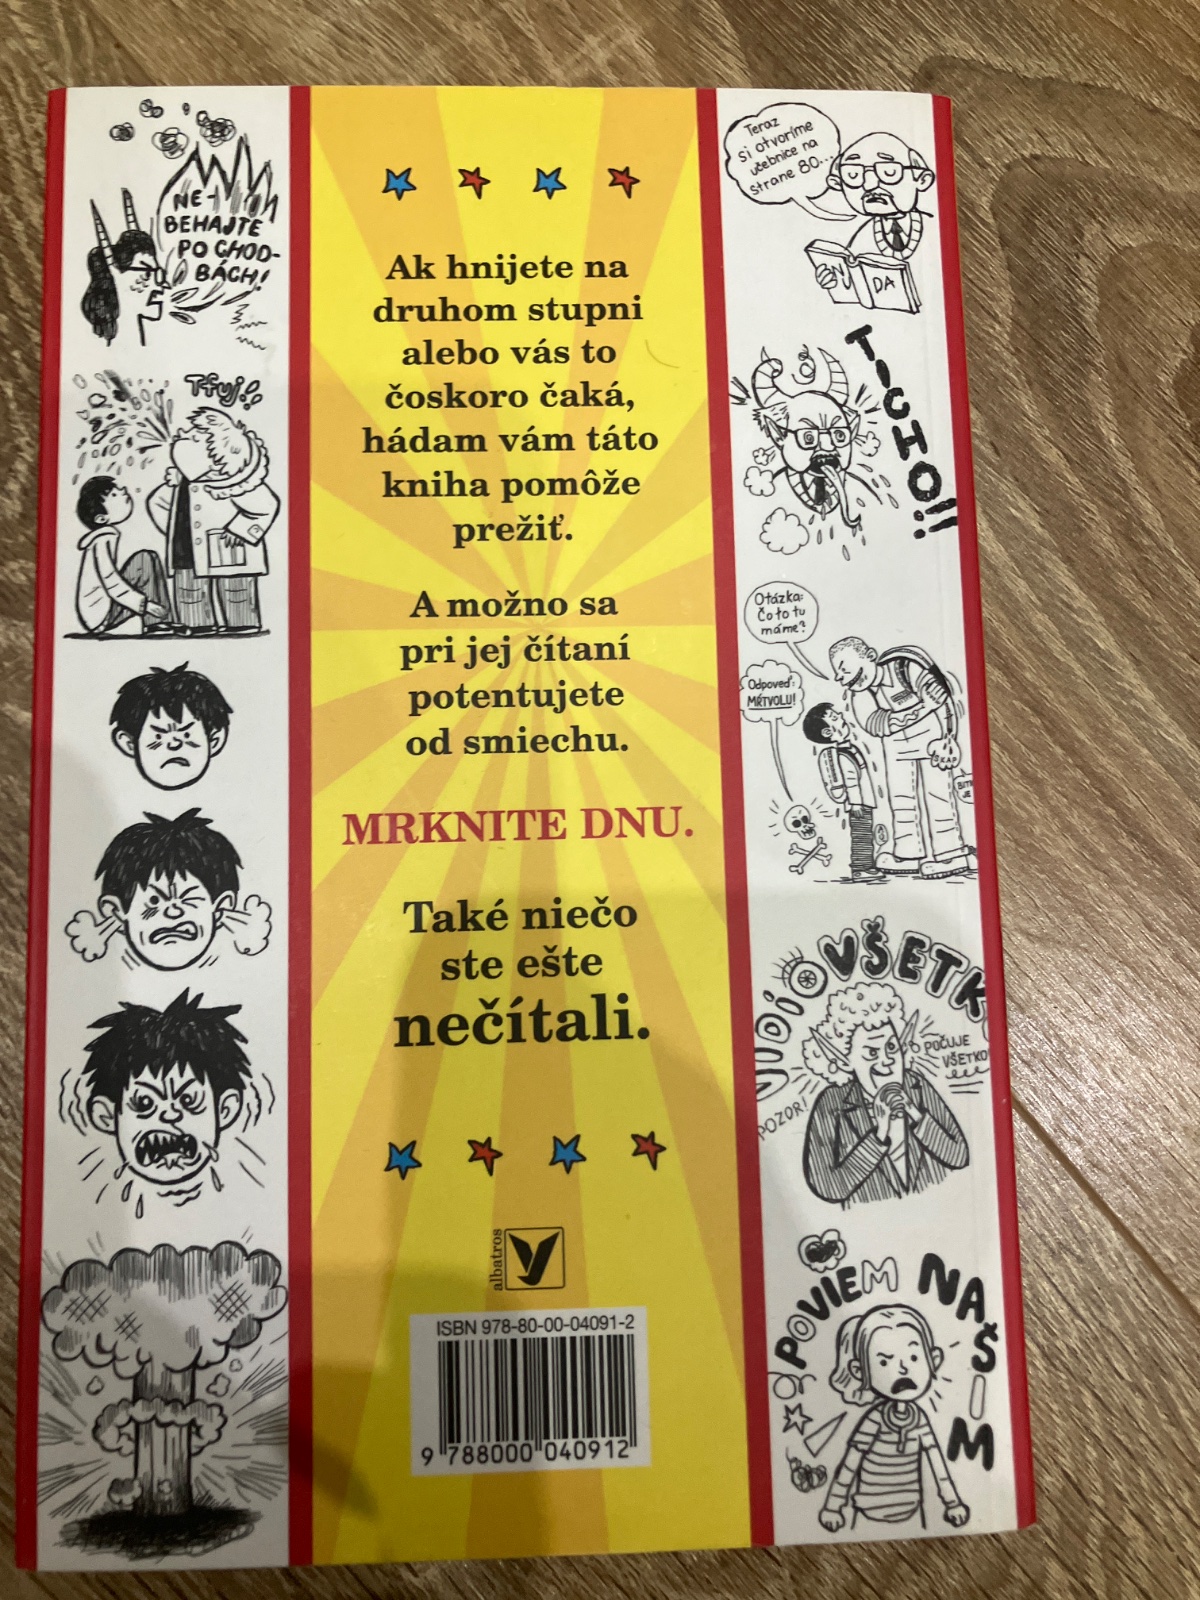 NE-
BEHAJTE
PO CHOD-
BÁCH!
Tfuj!!
Ak hnijete na
druhom stupni
alebo vás to
čoskoro čaká,
hádam vám táto
kniha pomôže
prežiť.
A možno sa
pri jej čítaní
potentujete
od smiechu.
MRKNITE DNU.
Také niečo
ste ešte
nečítali.
albatros
ISBN 978-80-00-04091-2
9 788000 040912
Teraz
si otvoríme
učebnice na
strane 80...
NU
DA
TICHO!!
Otázka:
Čo to tu
máme?
Odpoveď:
MŔTVOLU!
VIDÍ VŠETK
POČUJE
VŠETKO
POZOR!
POVIEM NAŠIM